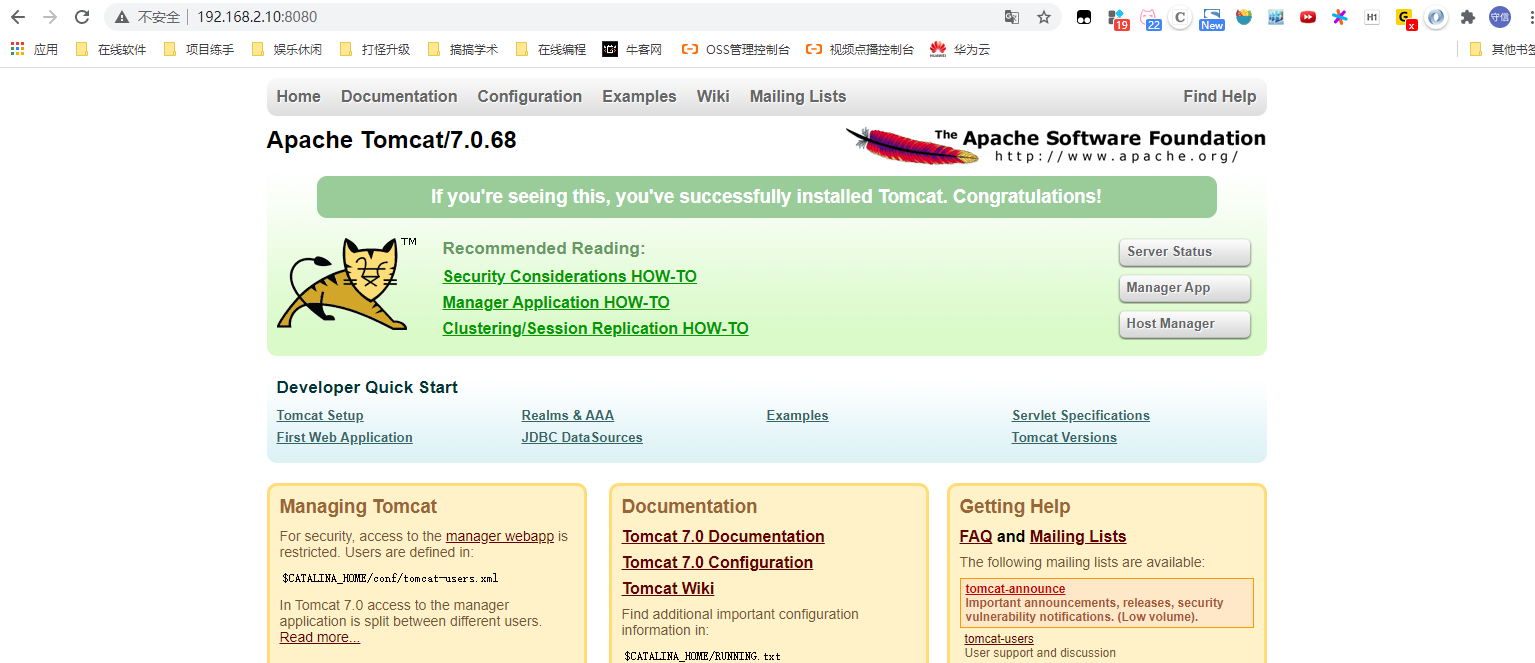 不安全 192.168.2.10:8080
19 22 C New H1 G x 守信
应用 在线软件 项目练手 娱乐休闲 打怪升级 搞搞学术 在线编程 牛客网 OSS管理控制台 视频点播控制台 华为云 其他书签
Home Documentation Configuration Examples Wiki Mailing Lists Find Help
Apache Tomcat/7.0.68
The Apache Software Foundation
http://www.apache.org/
If you're seeing this, you've successfully installed Tomcat. Congratulations!
TM
Recommended Reading:
Security Considerations HOW-TO
Manager Application HOW-TO
Clustering/Session Replication HOW-TO
Server Status
Manager App
Host Manager
Developer Quick Start
Tomcat Setup Realms & AAA Examples Servlet Specifications
First Web Application JDBC DataSources Tomcat Versions
Managing Tomcat
For security, access to the manager webapp is
restricted. Users are defined in:
$CATALINA_HOME/conf/tomcat-users.xml
In Tomcat 7.0 access to the manager
application is split between different users.
Read more...
Documentation
Tomcat 7.0 Documentation
Tomcat 7.0 Configuration
Tomcat Wiki
Find additional important configuration
information in:
$CATALINA_HOME/RUNNING.txt
Getting Help
FAQ and Mailing Lists
The following mailing lists are available:
tomcat-announce
Important announcements, releases, security
vulnerability notifications. (Low volume).
tomcat-users
User support and discussion